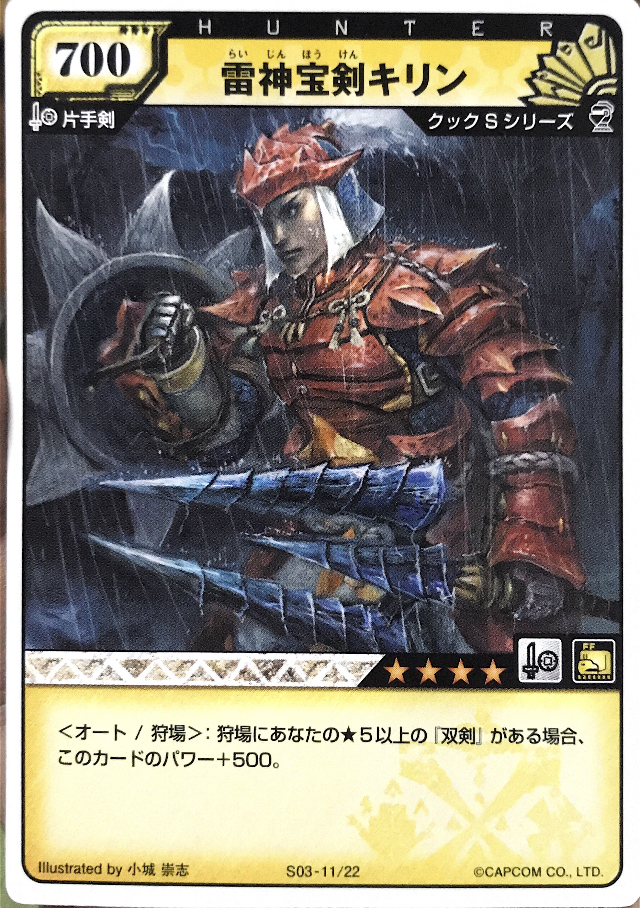 HUNTER
700
らい じん ほう けん
雷神宝剣キリン
片手剣
クックSシリーズ
★★★★
FF
<オート / 狩場>：狩場にあなたの★5以上の『双剣』がある場合、
このカードのパワー+500。
Illustrated by 小城 崇志
S03-11/22
©CAPCOM CO., LTD.